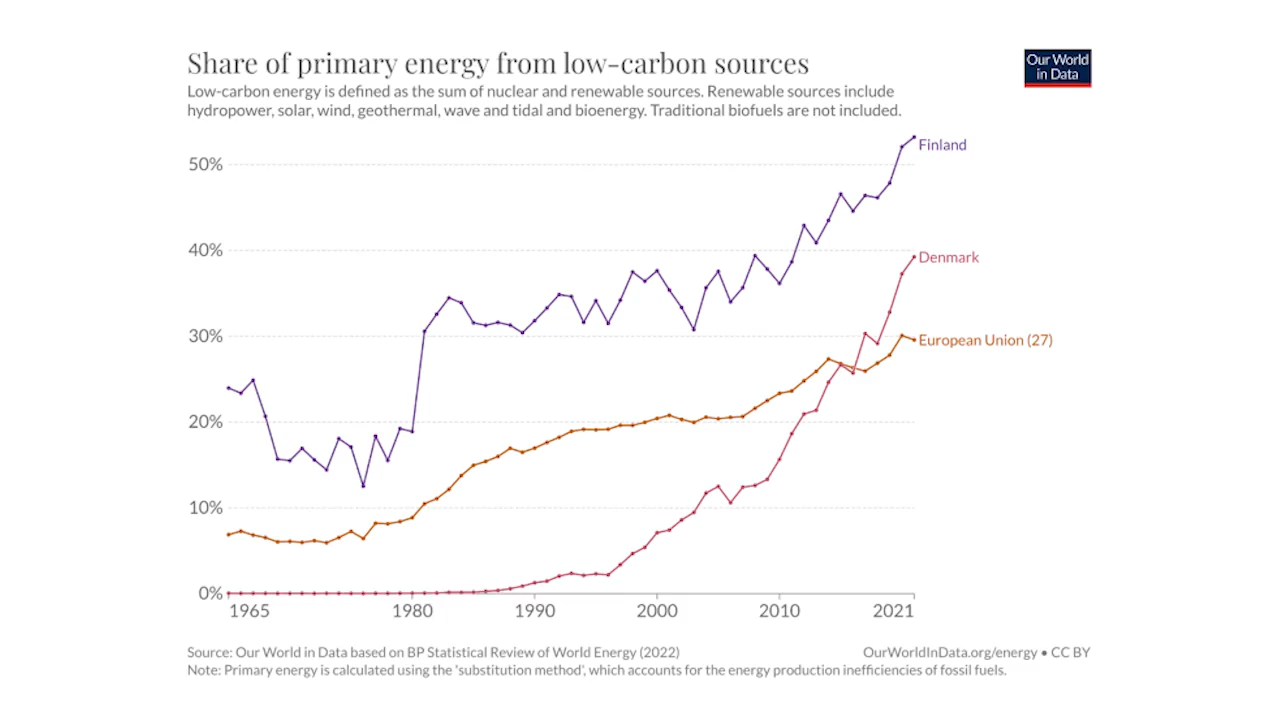 Share of primary energy from low-carbon sources
Our World
in Data
Low-carbon energy is defined as the sum of nuclear and renewable sources. Renewable sources include
hydropower, solar, wind, geothermal, wave and tidal and bioenergy. Traditional biofuels are not included.
50%
40%
30%
20%
10%
0%
Finland
Denmark
European Union (27)
1965
1980
1990
2000
2010
2021
Source: Our World in Data based on BP Statistical Review of World Energy (2022)
OurWorldInData.org/energy • CC BY
Note: Primary energy is calculated using the 'substitution method', which accounts for the energy production inefficiencies of fossil fuels.